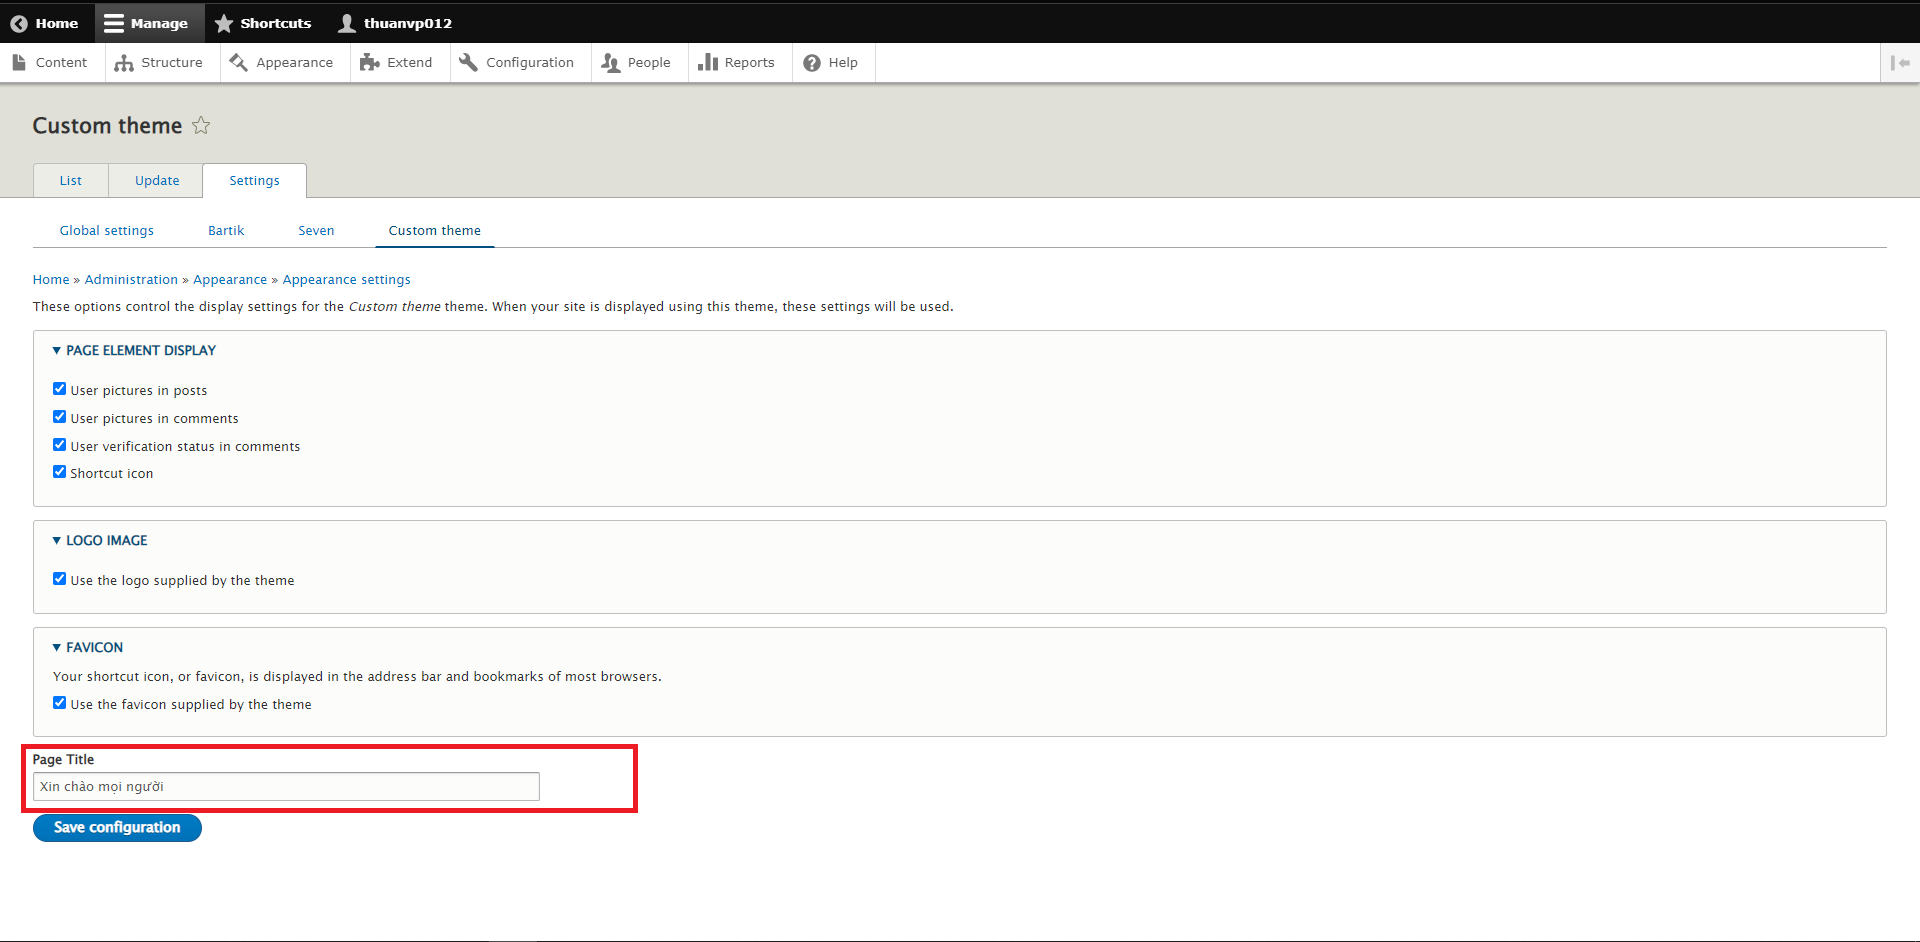 Home Manage Shortcuts thuanvp012
Content Structure Appearance Extend Configuration People Reports Help
Custom theme
List Update Settings
Global settings Bartik Seven Custom theme
Home » Administration » Appearance » Appearance settings
These options control the display settings for the Custom theme theme. When your site is displayed using this theme, these settings will be used.
PAGE ELEMENT DISPLAY
User pictures in posts
User pictures in comments
User verification status in comments
Shortcut icon
LOGO IMAGE
Use the logo supplied by the theme
FAVICON
Your shortcut icon, or favicon, is displayed in the address bar and bookmarks of most browsers.
Use the favicon supplied by the theme
Page Title
Xin chào mọi người
Save configuration